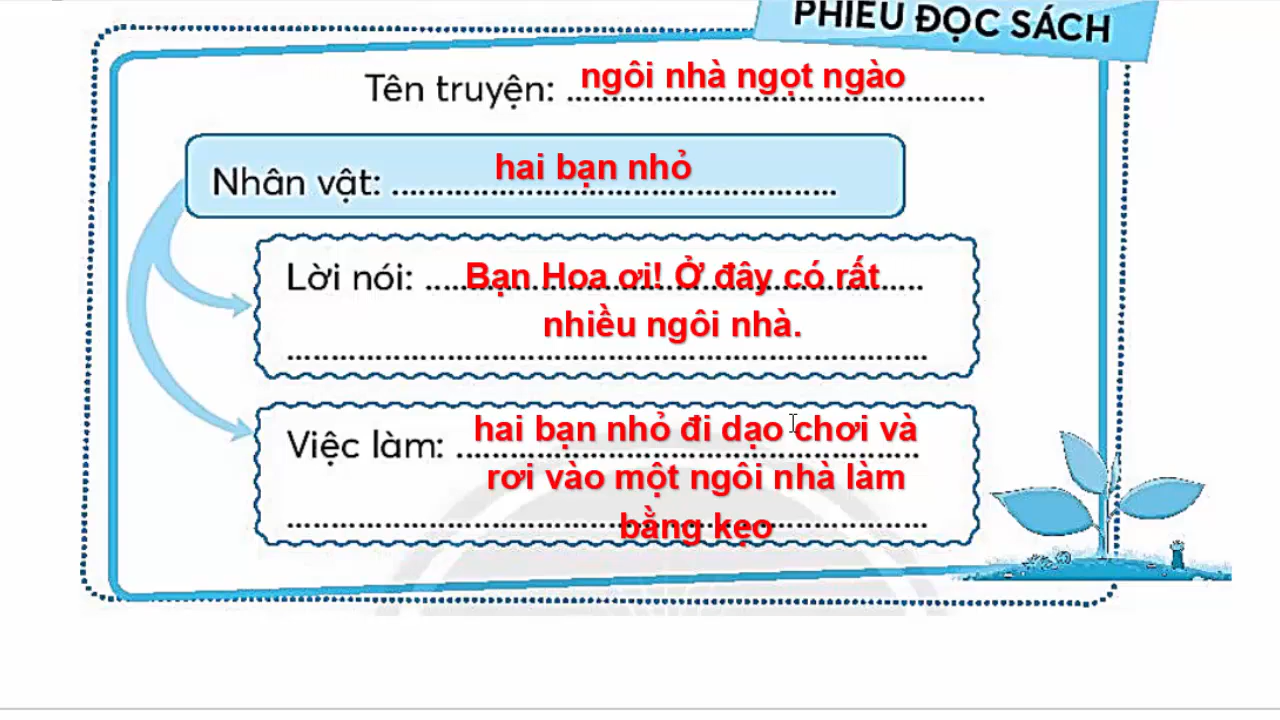 PHIẾU ĐỌC SÁCH
Tên truyện: ngôi nhà ngọt ngào
Nhân vật: hai bạn nhỏ
Lời nói: Bạn Hoa ơi! Ở đây có rất
nhiều ngôi nhà.
Việc làm: hai bạn nhỏ đi dạo chơi và
rơi vào một ngôi nhà làm
bằng kẹo